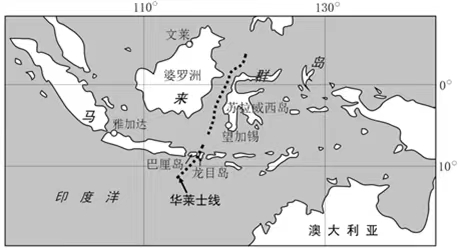 110°
130°
文莱
婆罗洲
群
岛
0°
来
苏拉威西岛
马
雅加达
望加锡
巴厘岛
龙目岛
10°
印度洋
华莱士线
澳大利亚